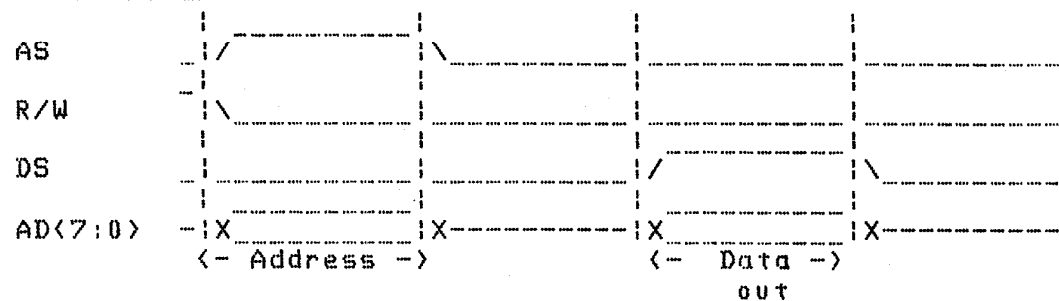 AS
R/W
DS
AD<7:0>
<- Address -> <- Data ->
out